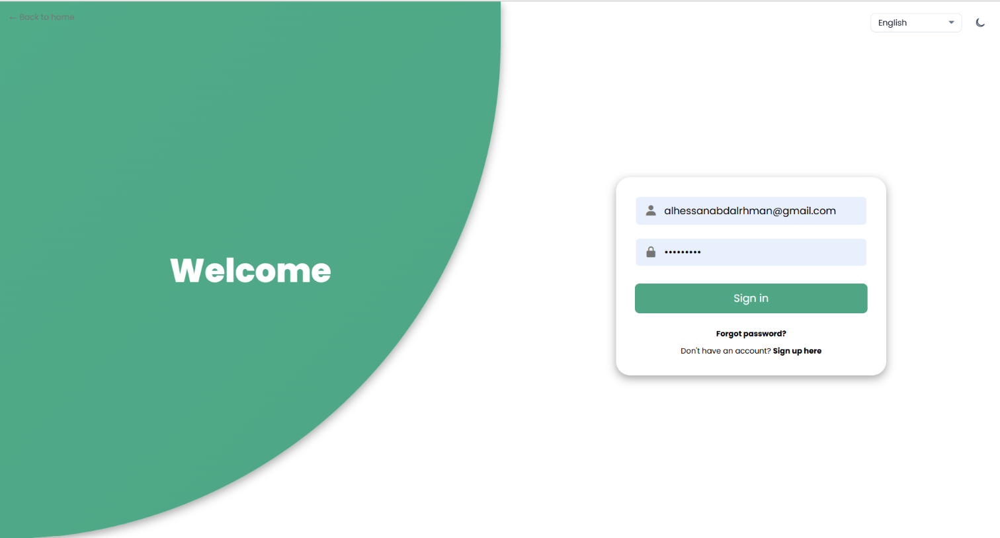 ← Back to home
English
Welcome
alhessanabdalrhman@gmail.com
•••••••••
Sign in
Forgot password?
Don't have an account? Sign up here